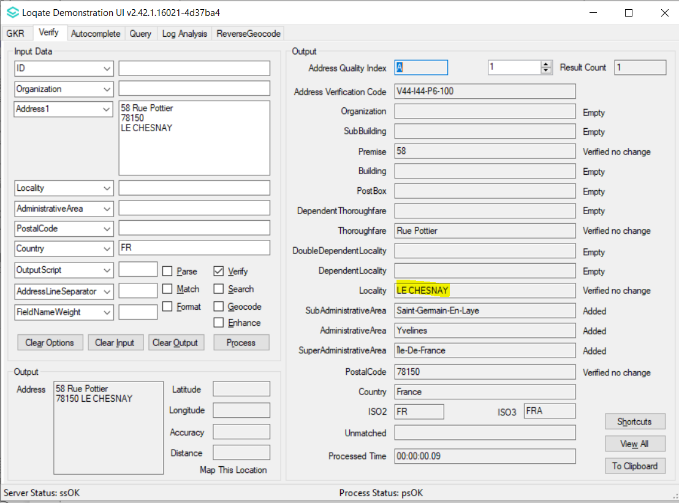 Loqate Demonstration UI v2.42.1.16021-4d37ba4
GKR Verify Autocomplete Query Log Analysis ReverseGeocode
Input Data
ID
Organization
Address1
58 Rue Pottier
78150
LE CHESNAY
Locality
AdministrativeArea
PostalCode
Country FR
OutputScript Parse Verify
AddressLineSeparator Match Search
FieldNameWeight Format Geocode
Enhance
Clear Options Clear Input Clear Output Process
Output
Address 58 Rue Pottier
78150 LE CHESNAY
Latitude
Longitude
Accuracy
Distance
Map This Location
Output
Address Quality Index A 1 Result Count 1
Address Verification Code V44-I44-P6-100
Organization Empty
SubBuilding Empty
Premise 58 Verified no change
Building Empty
PostBox Empty
DependentThoroughfare Empty
Thoroughfare Rue Pottier Verified no change
DoubleDependentLocality Empty
DependentLocality Empty
Locality LE CHESNAY Verified no change
SubAdministrativeArea Saint-Germain-En-Laye Added
AdministrativeArea Yvelines Added
SuperAdministrativeArea Île-De-France Added
PostalCode 78150 Verified no change
Country France
ISO2 FR ISO3 FRA
Unmatched
Processed Time 00:00:00.09
Shortcuts
View All
To Clipboard
Server Status: ssOK Process Status: psOK